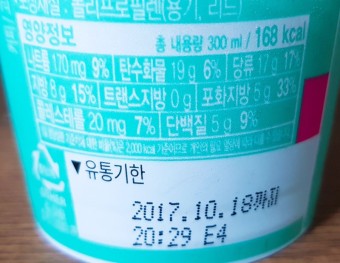 포장재질 : 폴리프로필렌(용기, 리드
영양정보
총 내용량 300 ml / 168 kcal
나트륨 170 mg 9% 탄수화물 19 g 6% 당류 17 g 17%
지방 8 g 15% 트랜스지방 0 g 포화지방 5 g 33%
콜레스테롤 20 mg 7% 단백질 5 g 9%
▼유통기한
2017.10.18까지
20:29 E4